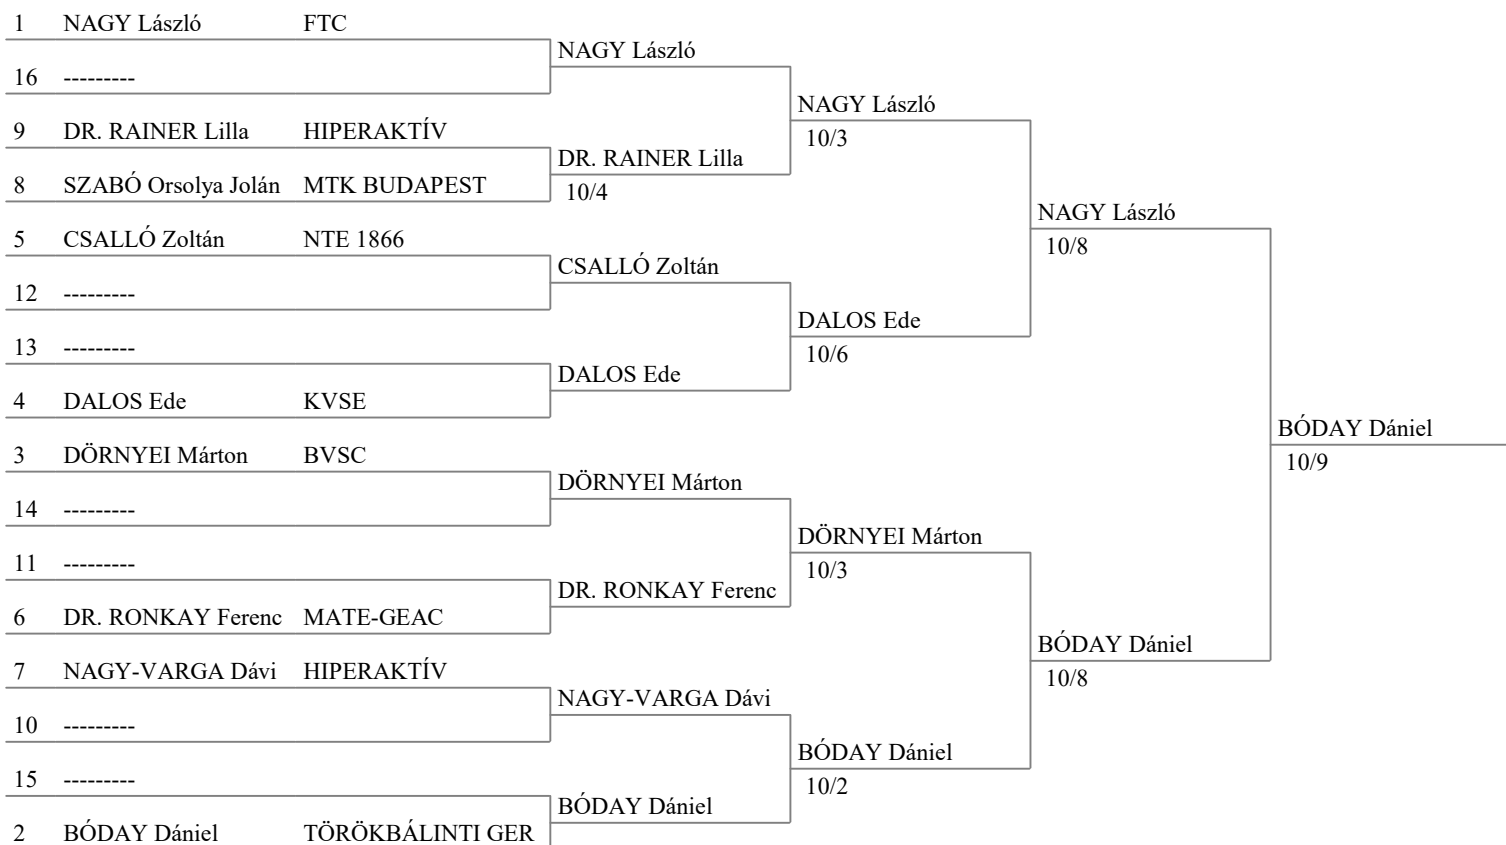 1 NAGY László FTC
16 ---------
9 DR. RAINER Lilla HIPERAKTÍV
8 SZABÓ Orsolya Jolán MTK BUDAPEST
5 CSALLÓ Zoltán NTE 1866
12 ---------
13 ---------
4 DALOS Ede KVSE
3 DÖRNYEI Márton BVSC
14 ---------
11 ---------
6 DR. RONKAY Ferenc MATE-GEAC
7 NAGY-VARGA Dávi HIPERAKTÍV
10 ---------
15 ---------
2 BÓDAY Dániel TÖRÖKBÁLINTI GER
NAGY László
DR. RAINER Lilla
10/4
CSALLÓ Zoltán
DALOS Ede
DÖRNYEI Márton
DR. RONKAY Ferenc
NAGY-VARGA Dávi
BÓDAY Dániel
NAGY László
10/3
DALOS Ede
10/6
DÖRNYEI Márton
10/3
BÓDAY Dániel
10/2
NAGY László
10/8
BÓDAY Dániel
10/8
BÓDAY Dániel
10/9